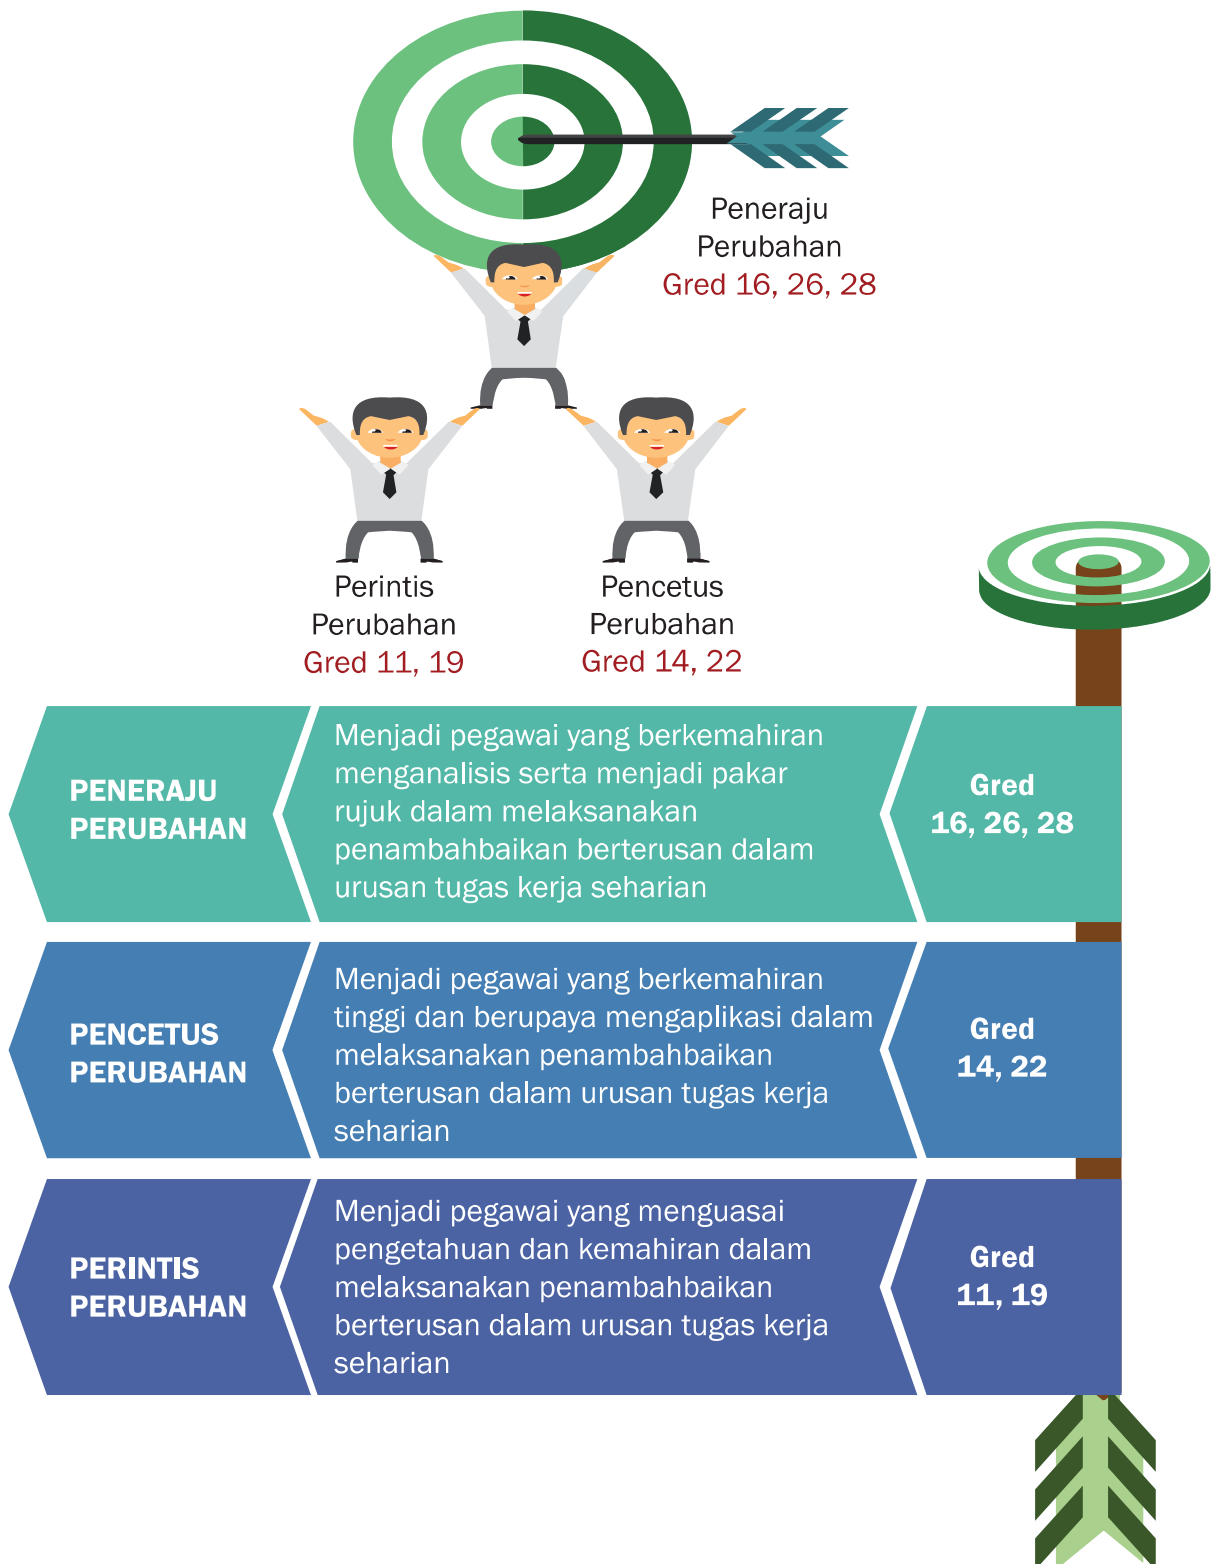 Peneraju
Perubahan
Gred 16, 26, 28
Perintis
Perubahan
Gred 11, 19
Pencetus
Perubahan
Gred 14, 22
PENERAJU
PERUBAHAN
Menjadi pegawai yang berkemahiran
menganalisis serta menjadi pakar
rujuk dalam melaksanakan
penambahbaikan berterusan dalam
urusan tugas kerja seharian
Gred
16, 26, 28
PENCETUS
PERUBAHAN
Menjadi pegawai yang berkemahiran
tinggi dan berupaya mengaplikasi dalam
melaksanakan penambahbaikan
berterusan dalam urusan tugas kerja
seharian
Gred
14, 22
PERINTIS
PERUBAHAN
Menjadi pegawai yang menguasai
pengetahuan dan kemahiran dalam
melaksanakan penambahbaikan
berterusan dalam urusan tugas kerja
seharian
Gred
11, 19